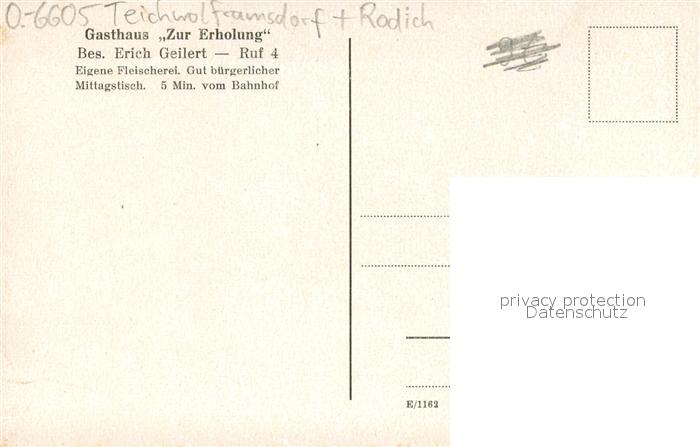 O-6605 Teichwolframsdorf + Rodich
Gasthaus „Zur Erholung“
Bes. Erich Geilert — Ruf 4
Eigene Fleischerei. Gut bürgerlicher
Mittagstisch. 5 Min. vom Bahnhof
privacy protection
Datenschutz
E/1162